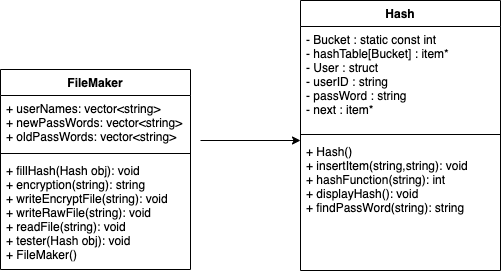 FileMaker
+ userNames: vector<string>
+ newPassWords: vector<string>
+ oldPassWords: vector<string>
+ fillHash(Hash obj): void
+ encryption(string): string
+ writeEncryptFile(string): void
+ writeRawFile(string): void
+ readFile(string): void
+ tester(Hash obj): void
+ FileMaker()
Hash
- Bucket : static const int
- hashTable[Bucket] : item*
- User : struct
- userID : string
- passWord : string
- next : item*
+ Hash()
+ insertItem(string,string): void
+ hashFunction(string): int
+ displayHash(): void
+ findPassWord(string): string